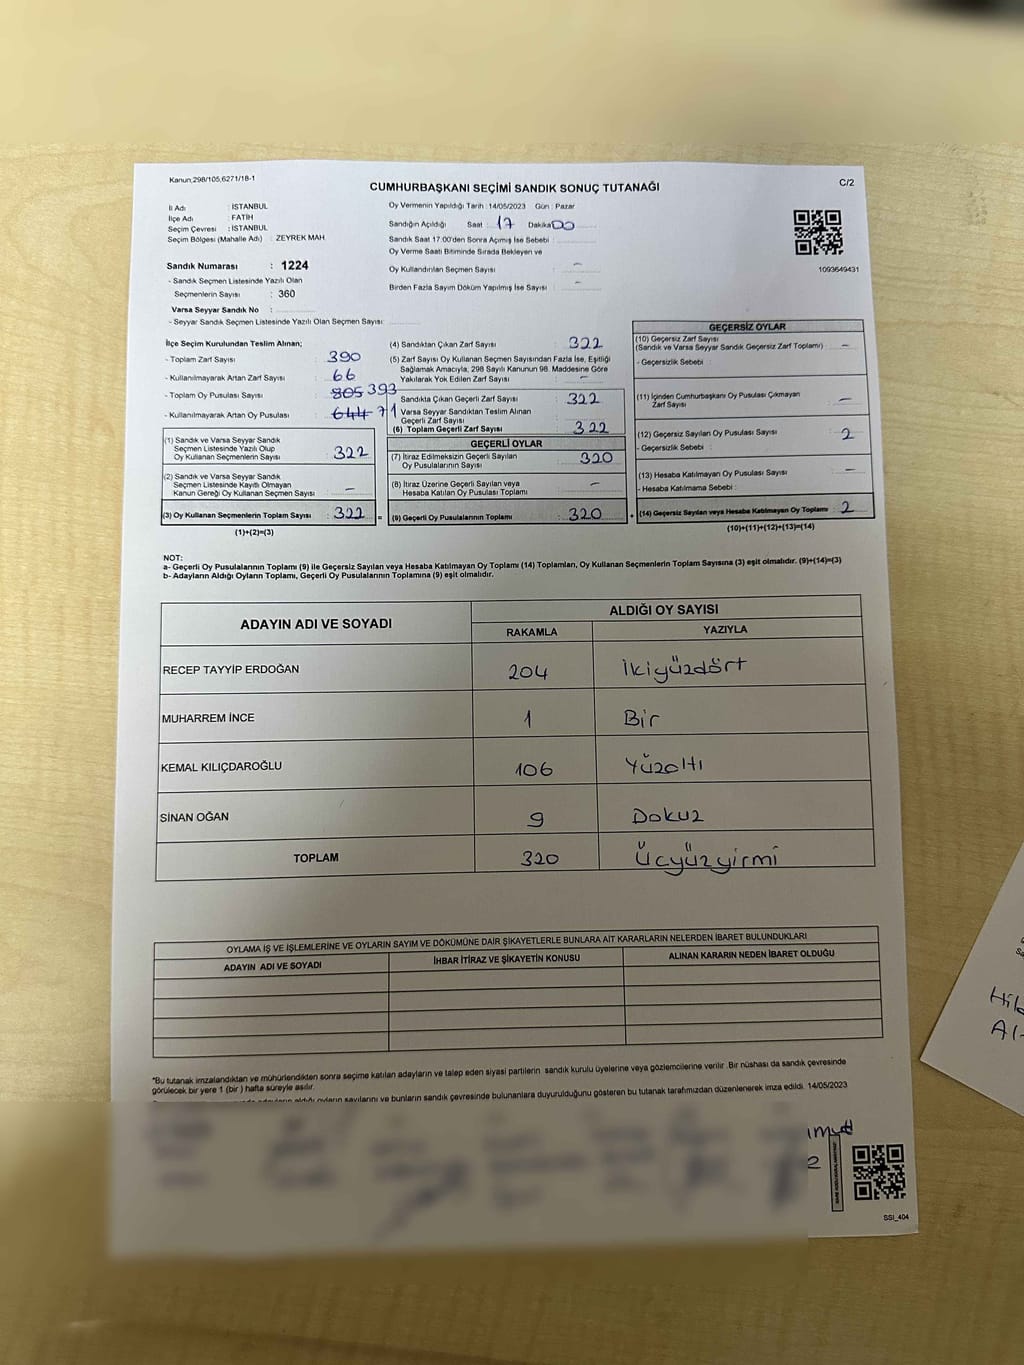 Kanun,298/105,6271/18-1
CUMHURBAŞKANI SEÇİMİ SANDIK SONUÇ TUTANAĞI
C/2
İl Adı : İSTANBUL
İlçe Adı : FATİH
Seçim Çevresi : İSTANBUL
Seçim Bölgesi (Mahalle Adı) : ZEYREK MAH
Oy Vermenin Yapıldığı Tarih : 14/05/2023 Gün : Pazar
Sandığın Açıldığı Saat : 17 Dakika 00
Sandık Saat 17:00'den Sonra Açımış İse Sebebi :
Oy Verme Saati Bitiminde Sırada Bekleyen ve
Oy Kullandırılan Seçmen Sayısı : -
Birden Fazla Sayım Döküm Yapılmış İse Sayısı : -
1093649431
Sandık Numarası : 1224
- Sandık Seçmen Listesinde Yazılı Olan
Seçmenlerin Sayısı : 360
Varsa Seyyar Sandık No :
- Seyyar Sandık Seçmen Listesinde Yazılı Olan Seçmen Sayısı:
İlçe Seçim Kurulundan Teslim Alınan;
- Toplam Zarf Sayısı : 390
- Kullanılmayarak Artan Zarf Sayısı : 66
- Toplam Oy Pusulası Sayısı : 805 393
- Kullanılmayarak Artan Oy Pusulası : 644 71
(1) Sandık ve Varsa Seyyar Sandık
Seçmen Listesinde Yazılı Olup
Oy Kullanan Seçmenlerin Sayısı : 322
(2) Sandık ve Varsa Seyyar Sandık
Seçmen Listesinde Kayıtlı Olmayan
Kanun Gereği Oy Kullanan Seçmen Sayısı : -
(3) Oy Kullanan Seçmenlerin Toplam Sayısı : 322
(1)+(2)=(3)
(4) Sandıktan Çıkan Zarf Sayısı : 322
(5) Zarf Sayısı Oy Kullanan Seçmen Sayısından Fazla İse, Eşitliği
Sağlamak Amacıyla, 298 Sayılı Kanunun 98. Maddesine Göre
Yakılarak Yok Edilen Zarf Sayısı : -
Sandıkta Çıkan Geçerli Zarf Sayısı : 322
Varsa Seyyar Sandıktan Teslim Alınan
Geçerli Zarf Sayısı :
(6) Toplam Geçerli Zarf Sayısı : 322
GEÇERLİ OYLAR
(7) İtiraz Edilmeksizin Geçerli Sayılan
Oy Pusulalarının Sayısı : 320
(8) İtiraz Üzerine Geçerli Sayılan veya
Hesaba Katılan Oy Pusulası Toplamı : -
= (9) Geçerli Oy Pusulalarının Toplamı : 320
GEÇERSİZ OYLAR
(10) Geçersiz Zarf Sayısı
(Sandık ve Varsa Seyyar Sandık Geçersiz Zarf Toplamı) : -
- Geçersizlik Sebebi :
(11) İçinden Cumhurbaşkanı Oy Pusulası Çıkmayan
Zarf Sayısı : -
(12) Geçersiz Sayılan Oy Pusulası Sayısı : 2
- Geçersizlik Sebebi :
(13) Hesaba Katılmayan Oy Pusulası Sayısı : -
- Hesaba Katılmama Sebebi :
+ (14) Geçersiz Sayılan veya Hesaba Katılmayan Oy Toplamı : 2
(10)+(11)+(12)+(13)=(14)
NOT:
a- Geçerli Oy Pusulalarının Toplamı (9) ile Geçersiz Sayılan veya Hesaba Katılmayan Oy Toplamı (14) Toplamları, Oy Kullanan Seçmenlerin Toplam Sayısına (3) eşit olmalıdır. (9)+(14)=(3)
b- Adayların Aldığı Oyların Toplamı, Geçerli Oy Pusulalarının Toplamına (9) eşit olmalıdır.
ADAYIN ADI VE SOYADI ALDIĞI OY SAYISI
RAKAMLA YAZIYLA
RECEP TAYYİP ERDOĞAN 204 İkiyüzdört
MUHARREM İNCE 1 Bir
KEMAL KILIÇDAROĞLU 106 Yüzaltı
SİNAN OĞAN 9 Dokuz
TOPLAM 320 Üçyüzyirmi
OYLAMA İŞ VE İŞLEMLERİNE VE OYLARIN SAYIM VE DÖKÜMÜNE DAİR ŞİKAYETLERLE BUNLARA AİT KARARLARIN NELERDEN İBARET BULUNDUKLARI
ADAYIN ADI VE SOYADI İHBAR İTİRAZ VE ŞİKAYETİN KONUSU ALINAN KARARIN NEDEN İBARET OLDUĞU
*Bu tutanak imzalandıktan ve mühürlendikten sonra seçime katılan adayların ve talep eden siyasi partilerin sandık kurulu üyelerine veya gözlemcilerine verilir .Bir nüshası da sandık çevresinde
görülecek bir yere 1 (bir ) hafta süreyle asılır.
aldığı oyların sayılarını ve bunların sandık çevresinde bulunanlara duyurulduğunu gösteren bu tutanak tarafımızdan düzenlenerek imza edildi. 14/05/2023
SSI_404